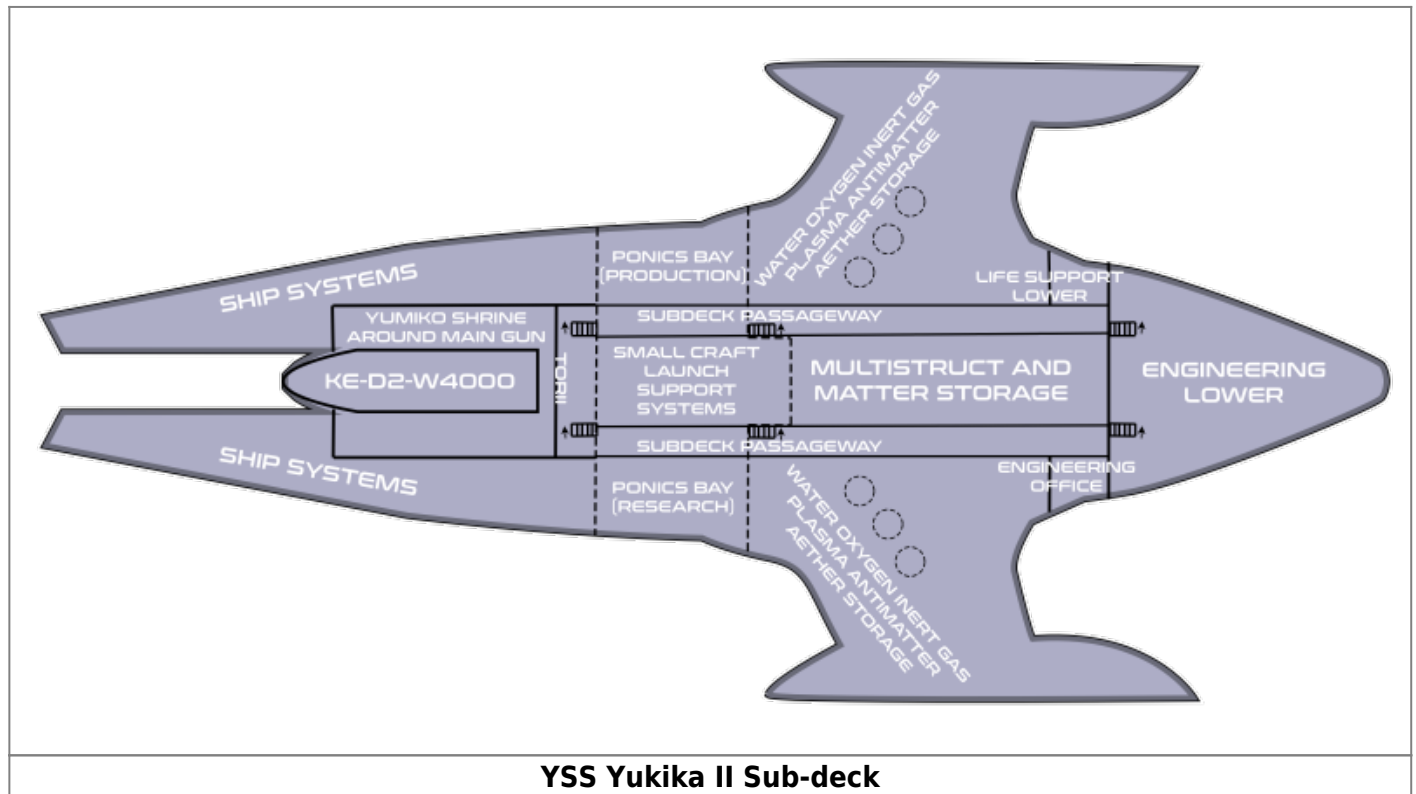 WATER OXYGEN INERT GAS
PLASMA ANTIMATTER
AETHER STORAGE
PONICS BAY
(PRODUCTION)
SHIP SYSTEMS
LIFE SUPPORT
LOWER
YUMIKO SHRINE
AROUND MAIN GUN
SUBDECK PASSAGEWAY
KE-D2-W4000
TORII
SMALL CRAFT
LAUNCH
SUPPORT
SYSTEMS
MULTISTRUCT AND
MATTER STORAGE
ENGINEERING
LOWER
SUBDECK PASSAGEWAY
SHIP SYSTEMS
PONICS BAY
(RESEARCH)
ENGINEERING
OFFICE
WATER OXYGEN INERT GAS
PLASMA ANTIMATTER
AETHER STORAGE
YSS Yukika II Sub-deck